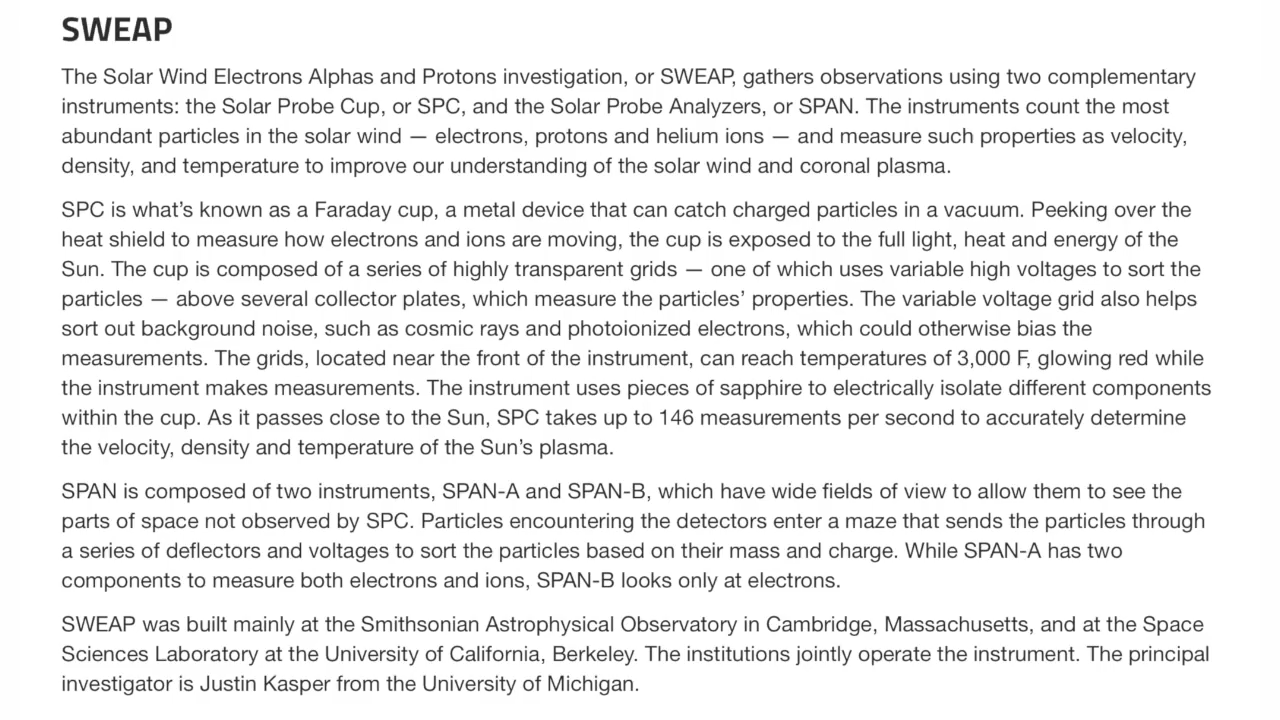 SWEAP
The Solar Wind Electrons Alphas and Protons investigation, or SWEAP, gathers observations using two complementary
instruments: the Solar Probe Cup, or SPC, and the Solar Probe Analyzers, or SPAN. The instruments count the most
abundant particles in the solar wind — electrons, protons and helium ions — and measure such properties as velocity,
density, and temperature to improve our understanding of the solar wind and coronal plasma.
SPC is what’s known as a Faraday cup, a metal device that can catch charged particles in a vacuum. Peeking over the
heat shield to measure how electrons and ions are moving, the cup is exposed to the full light, heat and energy of the
Sun. The cup is composed of a series of highly transparent grids — one of which uses variable high voltages to sort the
particles — above several collector plates, which measure the particles’ properties. The variable voltage grid also helps
sort out background noise, such as cosmic rays and photoionized electrons, which could otherwise bias the
measurements. The grids, located near the front of the instrument, can reach temperatures of 3,000 F, glowing red while
the instrument makes measurements. The instrument uses pieces of sapphire to electrically isolate different components
within the cup. As it passes close to the Sun, SPC takes up to 146 measurements per second to accurately determine
the velocity, density and temperature of the Sun’s plasma.
SPAN is composed of two instruments, SPAN-A and SPAN-B, which have wide fields of view to allow them to see the
parts of space not observed by SPC. Particles encountering the detectors enter a maze that sends the particles through
a series of deflectors and voltages to sort the particles based on their mass and charge. While SPAN-A has two
components to measure both electrons and ions, SPAN-B looks only at electrons.
SWEAP was built mainly at the Smithsonian Astrophysical Observatory in Cambridge, Massachusetts, and at the Space
Sciences Laboratory at the University of California, Berkeley. The institutions jointly operate the instrument. The principal
investigator is Justin Kasper from the University of Michigan.